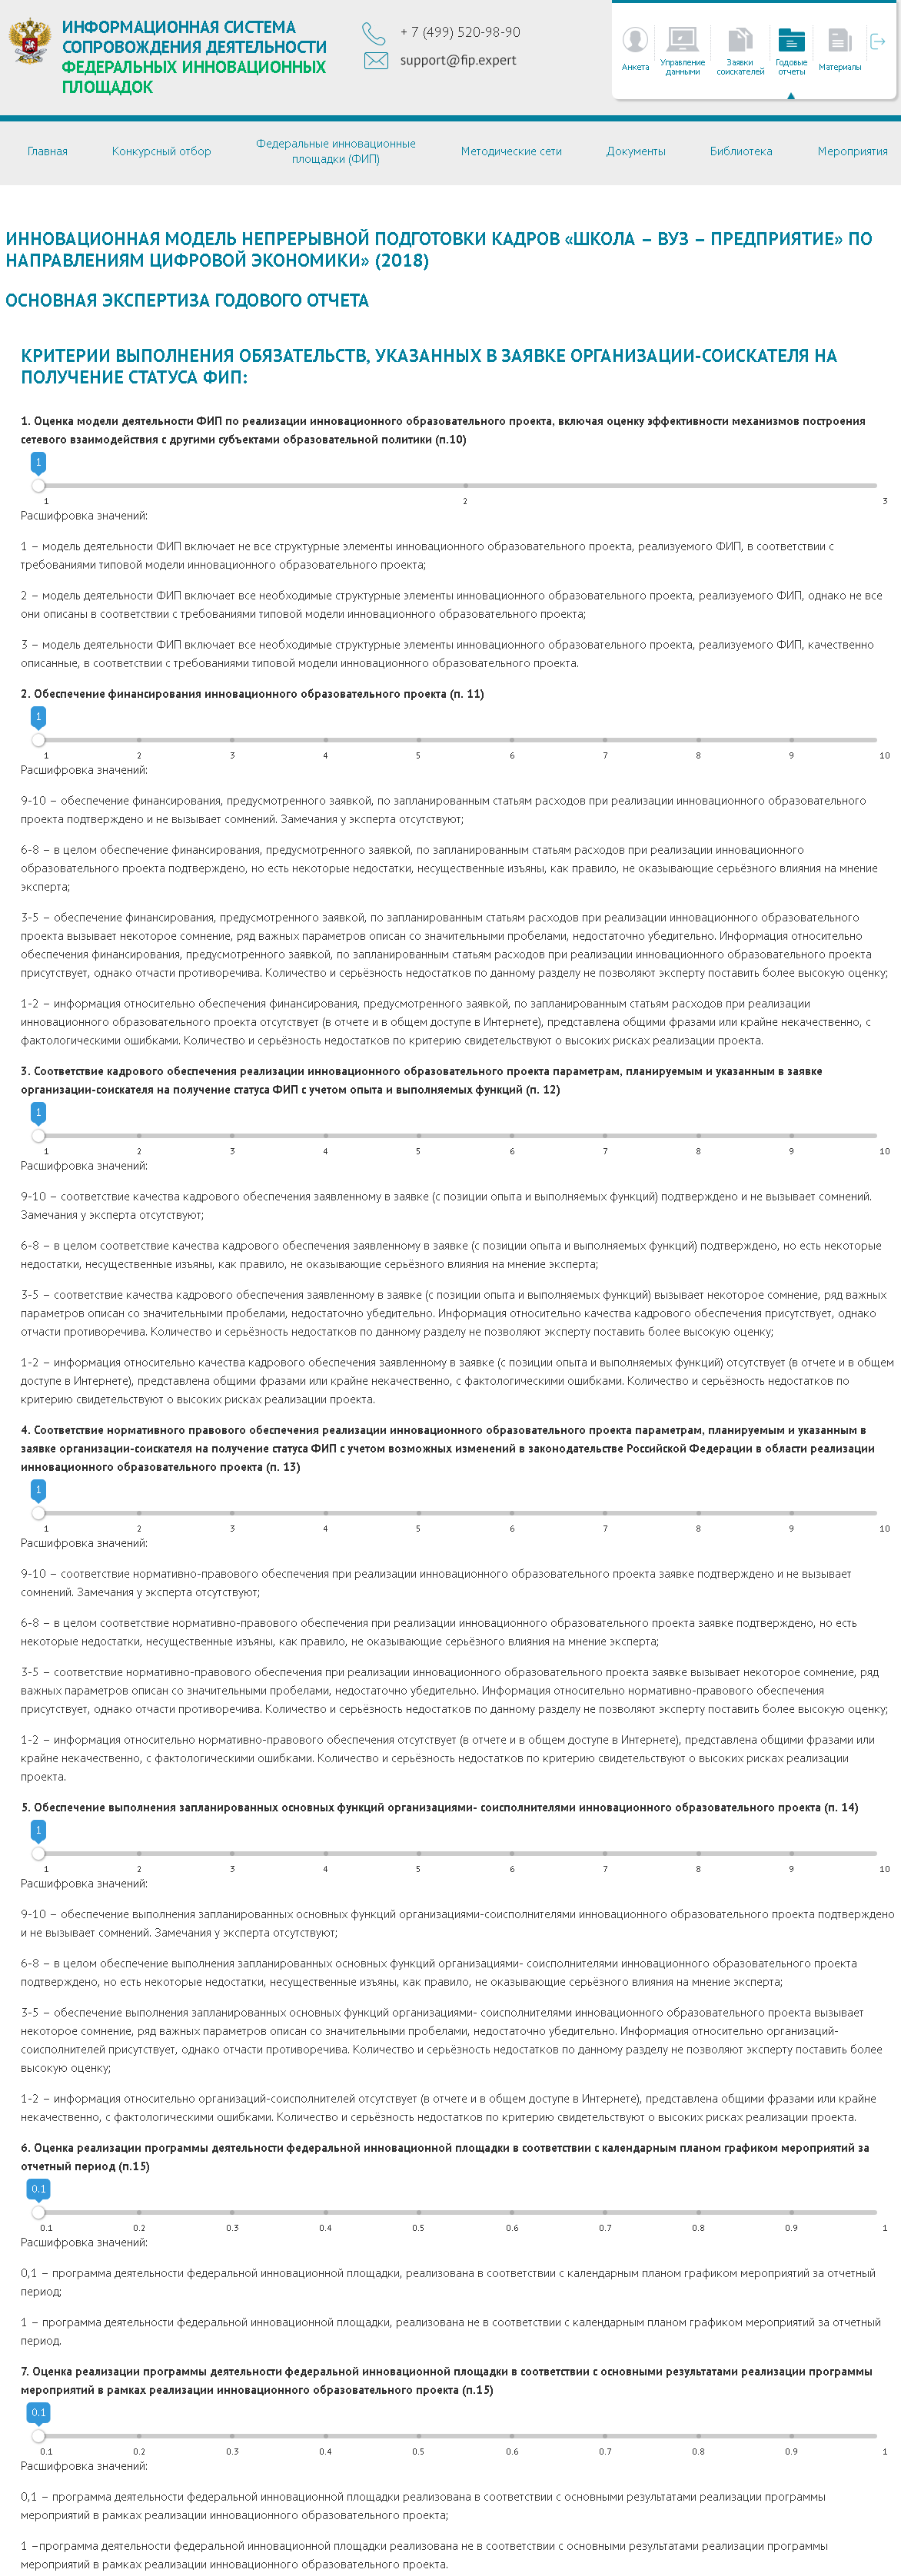 ИНФОРМАЦИОННАЯ СИСТЕМА
СОПРОВОЖДЕНИЯ ДЕЯТЕЛЬНОСТИ
ФЕДЕРАЛЬНЫХ ИННОВАЦИОННЫХ
ПЛОЩАДОК
+ 7 (499) 520-98-90
support@fip.expert
Анкета
Управление
данными
Заявки
соискателей
Годовые
отчеты
Материалы
Главная
Конкурсный отбор
Федеральные инновационные
площадки (ФИП)
Методические сети
Документы
Библиотека
Мероприятия
ИННОВАЦИОННАЯ МОДЕЛЬ НЕПРЕРЫВНОЙ ПОДГОТОВКИ КАДРОВ «ШКОЛА – ВУЗ – ПРЕДПРИЯТИЕ» ПО
НАПРАВЛЕНИЯМ ЦИФРОВОЙ ЭКОНОМИКИ» (2018)
ОСНОВНАЯ ЭКСПЕРТИЗА ГОДОВОГО ОТЧЕТА
КРИТЕРИИ ВЫПОЛНЕНИЯ ОБЯЗАТЕЛЬСТВ, УКАЗАННЫХ В ЗАЯВКЕ ОРГАНИЗАЦИИ-СОИСКАТЕЛЯ НА
ПОЛУЧЕНИЕ СТАТУСА ФИП:
1. Оценка модели деятельности ФИП по реализации инновационного образовательного проекта, включая оценку эффективности механизмов построения
сетевого взаимодействия с другими субъектами образовательной политики (п.10)
1
1 2 3
Расшифровка значений:
1 – модель деятельности ФИП включает не все структурные элементы инновационного образовательного проекта, реализуемого ФИП, в соответствии с
требованиями типовой модели инновационного образовательного проекта;
2 – модель деятельности ФИП включает все необходимые структурные элементы инновационного образовательного проекта, реализуемого ФИП, однако не все
они описаны в соответствии с требованиями типовой модели инновационного образовательного проекта;
3 – модель деятельности ФИП включает все необходимые структурные элементы инновационного образовательного проекта, реализуемого ФИП, качественно
описанные, в соответствии с требованиями типовой модели инновационного образовательного проекта.
2. Обеспечение финансирования инновационного образовательного проекта (п. 11)
1
1 2 3 4 5 6 7 8 9 10
Расшифровка значений:
9-10 – обеспечение финансирования, предусмотренного заявкой, по запланированным статьям расходов при реализации инновационного образовательного
проекта подтверждено и не вызывает сомнений. Замечания у эксперта отсутствуют;
6-8 – в целом обеспечение финансирования, предусмотренного заявкой, по запланированным статьям расходов при реализации инновационного
образовательного проекта подтверждено, но есть некоторые недостатки, несущественные изъяны, как правило, не оказывающие серьёзного влияния на мнение
эксперта;
3-5 – обеспечение финансирования, предусмотренного заявкой, по запланированным статьям расходов при реализации инновационного образовательного
проекта вызывает некоторое сомнение, ряд важных параметров описан со значительными пробелами, недостаточно убедительно. Информация относительно
обеспечения финансирования, предусмотренного заявкой, по запланированным статьям расходов при реализации инновационного образовательного проекта
присутствует, однако отчасти противоречива. Количество и серьёзность недостатков по данному разделу не позволяют эксперту поставить более высокую оценку;
1-2 – информация относительно обеспечения финансирования, предусмотренного заявкой, по запланированным статьям расходов при реализации
инновационного образовательного проекта отсутствует (в отчете и в общем доступе в Интернете), представлена общими фразами или крайне некачественно, с
фактологическими ошибками. Количество и серьёзность недостатков по критерию свидетельствуют о высоких рисках реализации проекта.
3. Соответствие кадрового обеспечения реализации инновационного образовательного проекта параметрам, планируемым и указанным в заявке
организации-соискателя на получение статуса ФИП с учетом опыта и выполняемых функций (п. 12)
1
1 2 3 4 5 6 7 8 9 10
Расшифровка значений:
9-10 – соответствие качества кадрового обеспечения заявленному в заявке (с позиции опыта и выполняемых функций) подтверждено и не вызывает сомнений.
Замечания у эксперта отсутствуют;
6-8 – в целом соответствие качества кадрового обеспечения заявленному в заявке (с позиции опыта и выполняемых функций) подтверждено, но есть некоторые
недостатки, несущественные изъяны, как правило, не оказывающие серьёзного влияния на мнение эксперта;
3-5 – соответствие качества кадрового обеспечения заявленному в заявке (с позиции опыта и выполняемых функций) вызывает некоторое сомнение, ряд важных
параметров описан со значительными пробелами, недостаточно убедительно. Информация относительно качества кадрового обеспечения присутствует, однако
отчасти противоречива. Количество и серьёзность недостатков по данному разделу не позволяют эксперту поставить более высокую оценку;
1-2 – информация относительно качества кадрового обеспечения заявленному в заявке (с позиции опыта и выполняемых функций) отсутствует (в отчете и в общем
доступе в Интернете), представлена общими фразами или крайне некачественно, с фактологическими ошибками. Количество и серьёзность недостатков по
критерию свидетельствуют о высоких рисках реализации проекта.
4. Соответствие нормативного правового обеспечения реализации инновационного образовательного проекта параметрам, планируемым и указанным в
заявке организации-соискателя на получение статуса ФИП с учетом возможных изменений в законодательстве Российской Федерации в области реализации
инновационного образовательного проекта (п. 13)
1
1 2 3 4 5 6 7 8 9 10
Расшифровка значений:
9-10 – соответствие нормативно-правового обеспечения при реализации инновационного образовательного проекта заявке подтверждено и не вызывает
сомнений. Замечания у эксперта отсутствуют;
6-8 – в целом соответствие нормативно-правового обеспечения при реализации инновационного образовательного проекта заявке подтверждено, но есть
некоторые недостатки, несущественные изъяны, как правило, не оказывающие серьёзного влияния на мнение эксперта;
3-5 – соответствие нормативно-правового обеспечения при реализации инновационного образовательного проекта заявке вызывает некоторое сомнение, ряд
важных параметров описан со значительными пробелами, недостаточно убедительно. Информация относительно нормативно-правового обеспечения
присутствует, однако отчасти противоречива. Количество и серьёзность недостатков по данному разделу не позволяют эксперту поставить более высокую оценку;
1-2 – информация относительно нормативно-правового обеспечения отсутствует (в отчете и в общем доступе в Интернете), представлена общими фразами или
крайне некачественно, с фактологическими ошибками. Количество и серьёзность недостатков по критерию свидетельствуют о высоких рисках реализации
проекта.
5. Обеспечение выполнения запланированных основных функций организациями- соисполнителями инновационного образовательного проекта (п. 14)
1
1 2 3 4 5 6 7 8 9 10
Расшифровка значений:
9-10 – обеспечение выполнения запланированных основных функций организациями-соисполнителями инновационного образовательного проекта подтверждено
и не вызывает сомнений. Замечания у эксперта отсутствуют;
6-8 – в целом обеспечение выполнения запланированных основных функций организациями- соисполнителями инновационного образовательного проекта
подтверждено, но есть некоторые недостатки, несущественные изъяны, как правило, не оказывающие серьёзного влияния на мнение эксперта;
3-5 – обеспечение выполнения запланированных основных функций организациями- соисполнителями инновационного образовательного проекта вызывает
некоторое сомнение, ряд важных параметров описан со значительными пробелами, недостаточно убедительно. Информация относительно организаций-
соисполнителей присутствует, однако отчасти противоречива. Количество и серьёзность недостатков по данному разделу не позволяют эксперту поставить более
высокую оценку;
1-2 – информация относительно организаций-соисполнителей отсутствует (в отчете и в общем доступе в Интернете), представлена общими фразами или крайне
некачественно, с фактологическими ошибками. Количество и серьёзность недостатков по критерию свидетельствуют о высоких рисках реализации проекта.
6. Оценка реализации программы деятельности федеральной инновационной площадки в соответствии с календарным планом графиком мероприятий за
отчетный период (п.15)
0.1
0.1 0.2 0.3 0.4 0.5 0.6 0.7 0.8 0.9 1
Расшифровка значений:
0,1 – программа деятельности федеральной инновационной площадки, реализована в соответствии с календарным планом графиком мероприятий за отчетный
период;
1 – программа деятельности федеральной инновационной площадки, реализована не в соответствии с календарным планом графиком мероприятий за отчетный
период.
7. Оценка реализации программы деятельности федеральной инновационной площадки в соответствии с основными результатами реализации программы
мероприятий в рамках реализации инновационного образовательного проекта (п.15)
0.1
0.1 0.2 0.3 0.4 0.5 0.6 0.7 0.8 0.9 1
Расшифровка значений:
0,1 – программа деятельности федеральной инновационной площадки реализована в соответствии с основными результатами реализации программы
мероприятий в рамках реализации инновационного образовательного проекта;
1 –программа деятельности федеральной инновационной площадки реализована не в соответствии с основными результатами реализации программы
мероприятий в рамках реализации инновационного образовательного проекта.